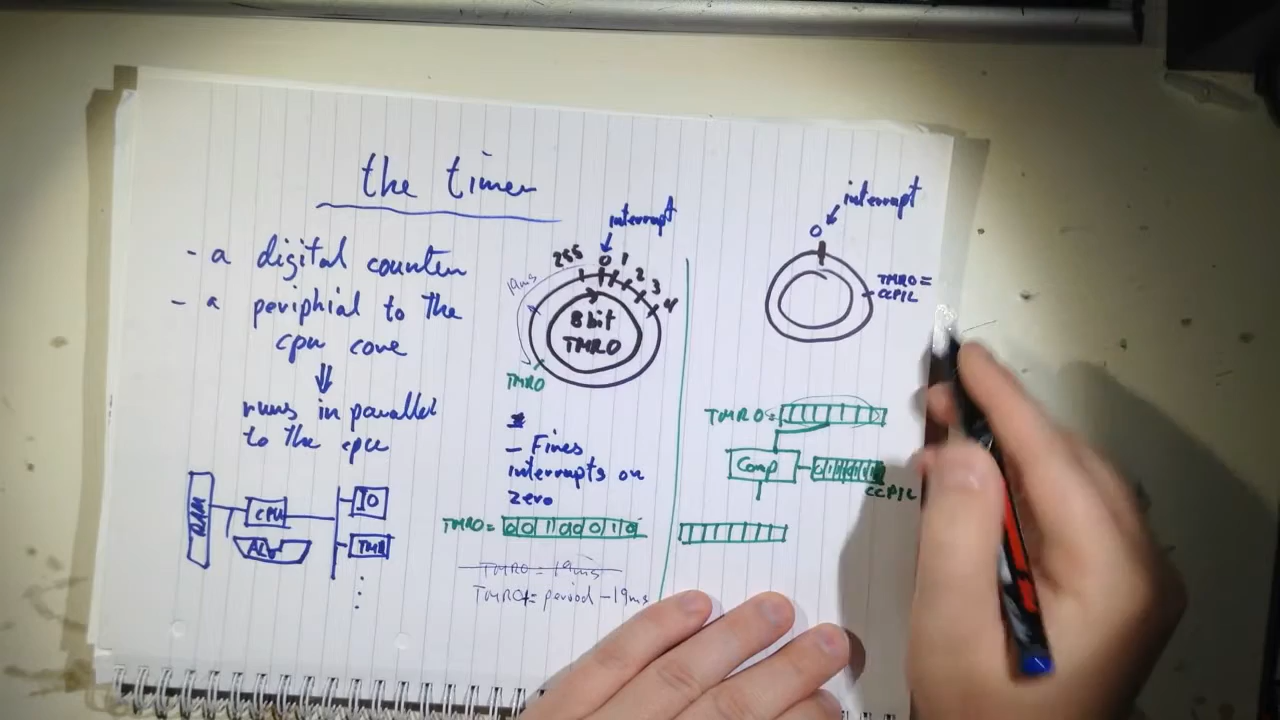 the timer
- a digital counter
- a periphial to the
cpu core
runs in parallel
to the cpu
RAM
CPU
ALU
IO
TMR
interrupt
255 0 1 2 3 4
19ms
8bit
TMR0
TMR0
- Fires
interrupts on
zero
TMR0= 00100010
TMR0 = 19ms
TMR0+= period - 19ms
interrupt
0
TMR0=
CCP1L
TMR0=
Comp
CCP1L